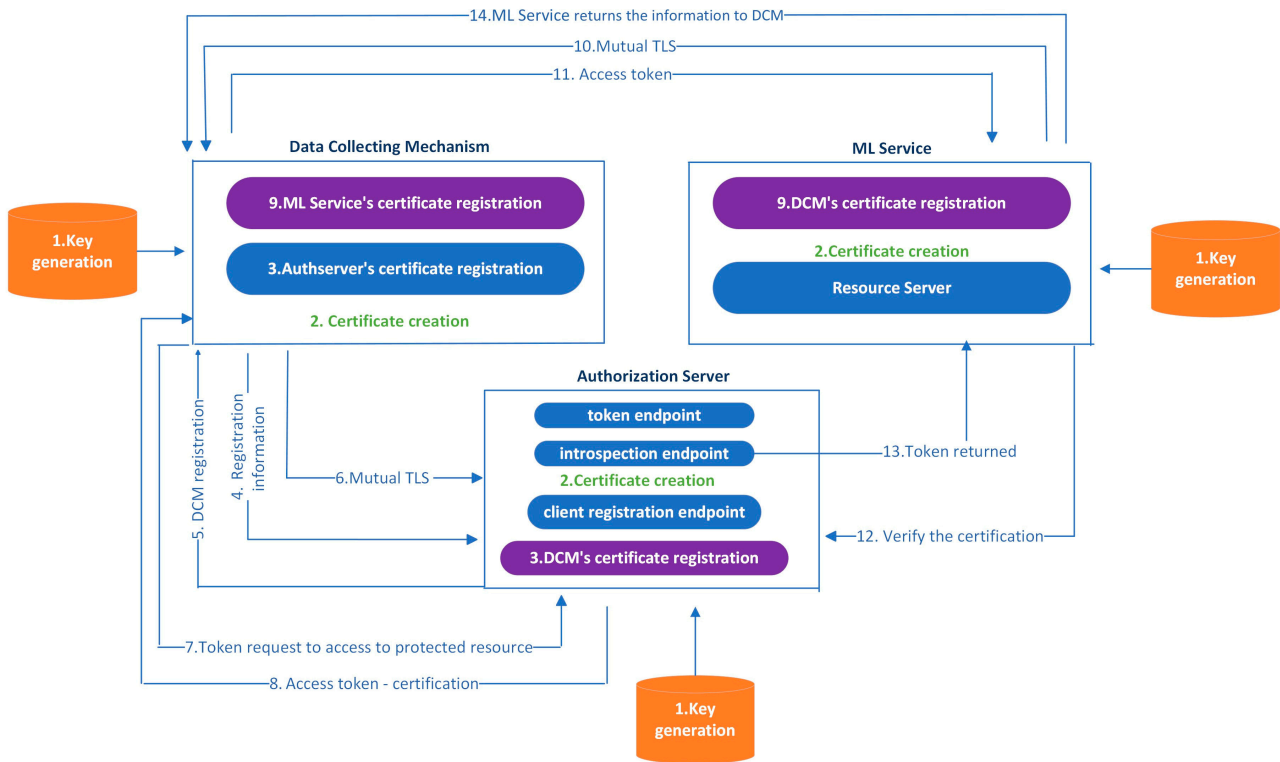 14.ML Service returns the information to DCM
10.Mutual TLS
11. Access token
Data Collecting Mechanism
ML Service
9.ML Service's certificate registration
9.DCM's certificate registration
1.Key
generation
3.Authserver's certificate registration
2.Certificate creation
1.Key
generation
Resource Server
2. Certificate creation
Authorization Server
5. DCM registration
4. Registration
information
token endpoint
introspection endpoint
13.Token returned
6.Mutual TLS
2.Certificate creation
client registration endpoint
12. Verify the certification
3.DCM's certificate registration
7.Token request to access to protected resource
8. Access token - certification
1.Key
generation